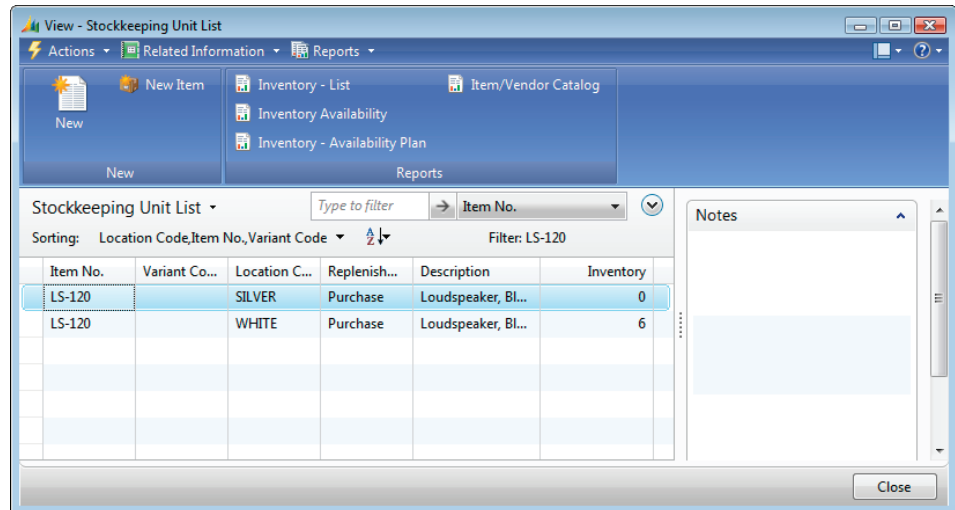 View - Stockkeeping Unit List
Actions Related Information Reports
New Item Inventory - List Item/Vendor Catalog
New Inventory Availability
Inventory - Availability Plan
New Reports
Stockkeeping Unit List Type to filter Item No. Notes
Sorting: Location Code,Item No.,Variant Code Filter: LS-120
Item No. Variant Co... Location C... Replenish... Description Inventory
LS-120 SILVER Purchase Loudspeaker, Bl... 0
LS-120 WHITE Purchase Loudspeaker, Bl... 6
Close